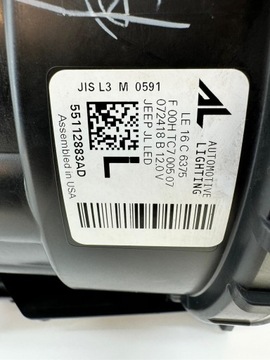 JIS L3 M 0591
AL
AUTOMOTIVE
LIGHTING
LE 16 C 6375
F 00H TC7 005 07
072418 B 12.0V
JEEP JL LED
L
55112883AD
Assembled in USA